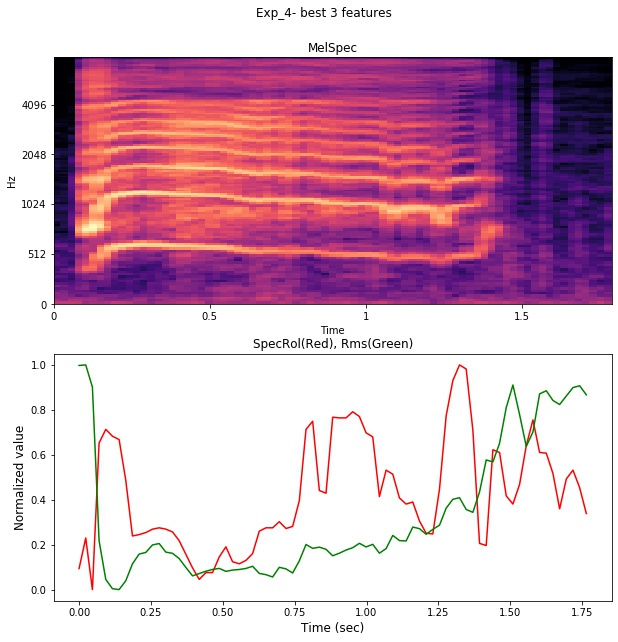 Exp_4- best 3 features
MelSpec
4096
2048
1024
512
0
Hz
0 0.5 1 1.5
Time
SpecRol(Red), Rms(Green)
1.0
0.8
0.6
0.4
0.2
0.0
Normalized value
0.00 0.25 0.50 0.75 1.00 1.25 1.50 1.75
Time (sec)